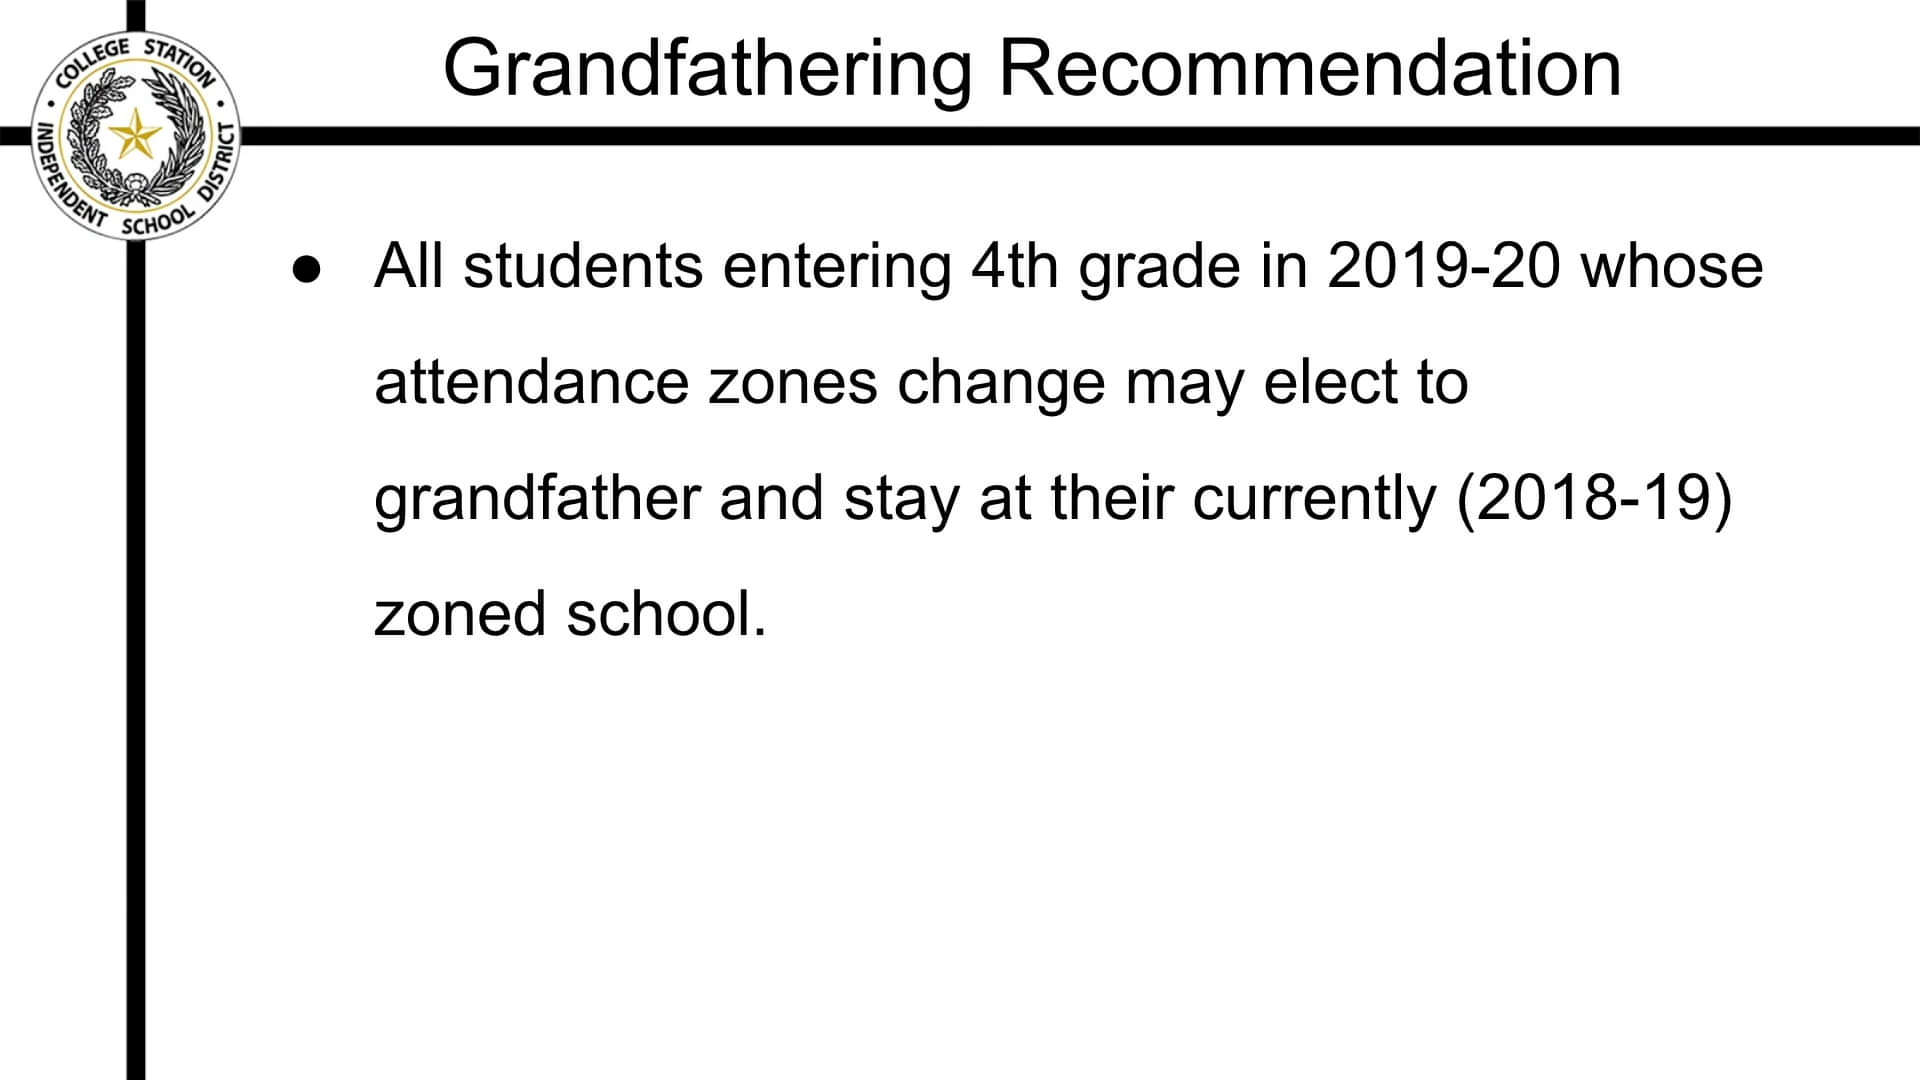 COLLEGE STATION
INDEPENDENT SCHOOL DISTRICT
Grandfathering Recommendation
● All students entering 4th grade in 2019-20 whose
attendance zones change may elect to
grandfather and stay at their currently (2018-19)
zoned school.